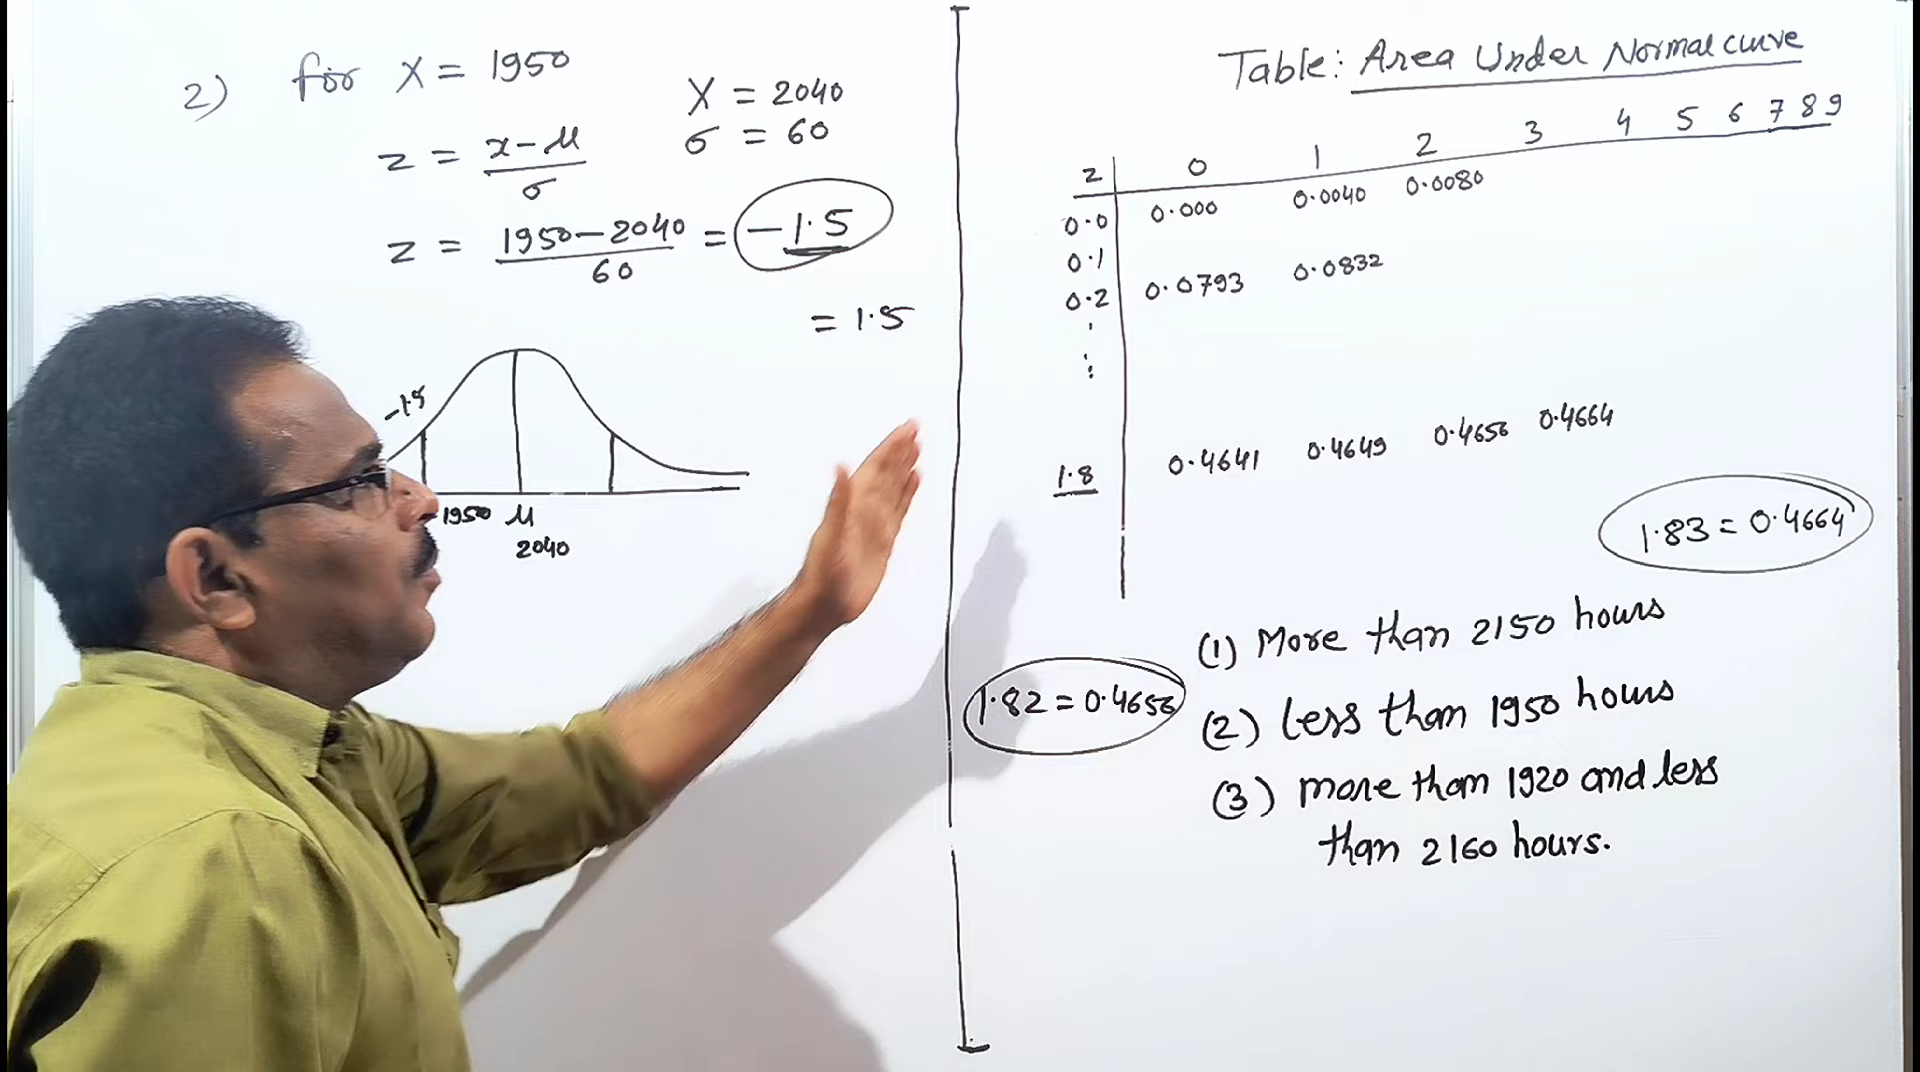 2) for X = 1950
X = 2040
σ = 60
z = x-μ / σ
z = 1950-2040 / 60 = -1.5
= 1.5
-1.5
1950 μ
2040
Table: Area Under Normal curve
z 0 1 2 3 4 5 6 7 8 9
0.0 0.000 0.0040 0.0080
0.1
0.2 0.0793 0.0832
1.8 0.4641 0.4649 0.4656 0.4664
1.83 = 0.4664
1.82 = 0.4656
(1) More than 2150 hours
(2) less than 1950 hours
(3) more than 1920 and less
than 2160 hours.